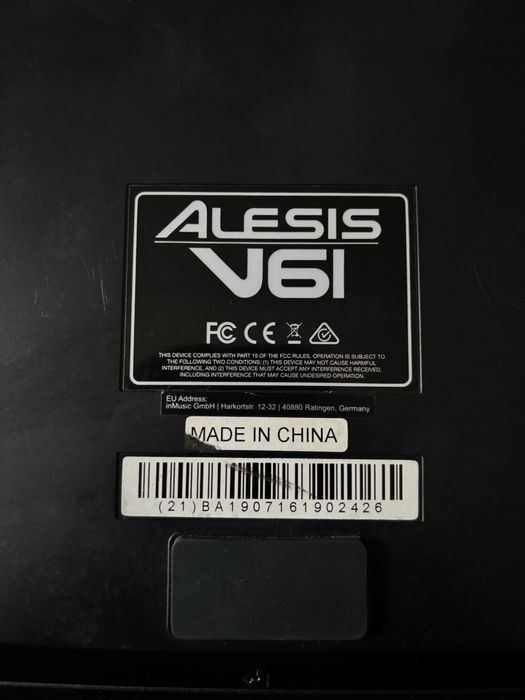 ALESIS
V61
FC CE
THIS DEVICE COMPLIES WITH PART 15 OF THE FCC RULES. OPERATION IS SUBJECT TO
THE FOLLOWING TWO CONDITIONS: (1) THIS DEVICE MAY NOT CAUSE HARMFUL
INTERFERENCE, AND (2) THIS DEVICE MUST ACCEPT ANY INTERFERENCE RECEIVED,
INCLUDING INTERFERENCE THAT MAY CAUSE UNDESIRED OPERATION.
EU Address:
inMusic GmbH | Harkortstr. 12-32 | 40880 Ratingen, Germany
MADE IN CHINA
(21)BA1907161902426